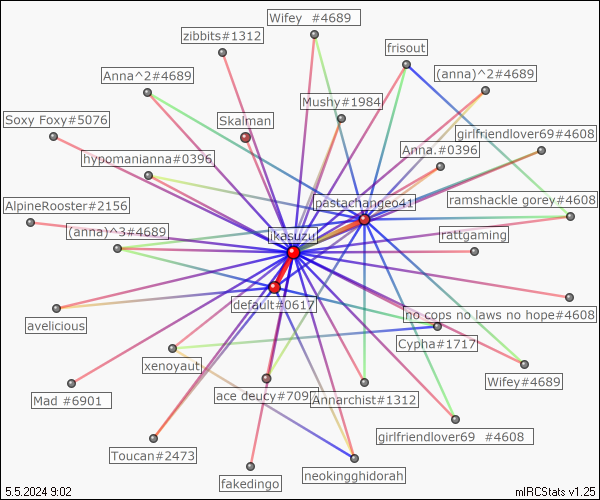 Wifey  #4689
zibbits#1312
frisout
Anna^2#4689
(anna)^2#4689
Mushy#1984
Soxy Foxy#5076
Skalman
girlfriendlover69#4608
hypomanianna#0396
Anna.#0396
AlpineRooster#2156
pastachangeo41
ramshackle gorey#4608
(anna)^3#4689
ikasuzu
rattgaming
default#0617
avelicious
no cops no laws no hope#4608
Cypha#1717
xenoyaut
Wifey#4689
Mad #6901
ace deucy#709
Annarchist#1312
girlfriendlover69  #4608
Toucan#2473
fakedingo
neokingghidorah
5.5.2024 9:02
mIRCStats v1.25